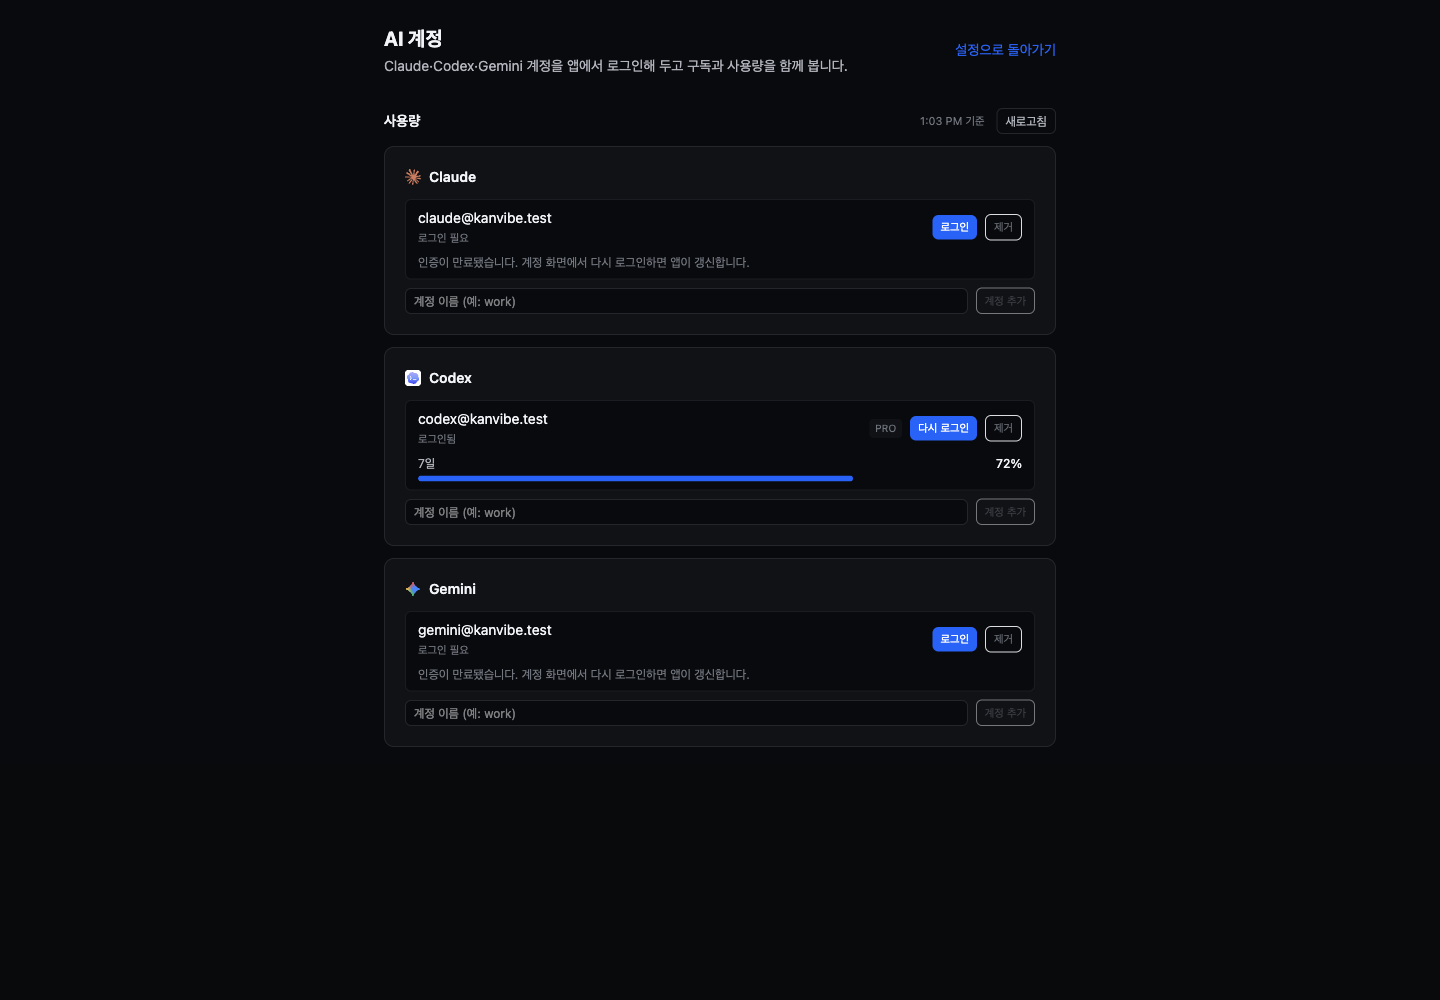 AI 계정
Claude·Codex·Gemini 계정을 앱에서 로그인해 두고 구독과 사용량을 함께 봅니다.
설정으로 돌아가기
사용량
1:03 PM 기준
새로고침
Claude
claude@kanvibe.test
로그인 필요
로그인
제거
인증이 만료됐습니다. 계정 화면에서 다시 로그인하면 앱이 갱신합니다.
계정 이름 (예: work)
계정 추가
Codex
codex@kanvibe.test
로그인됨
PRO
다시 로그인
제거
7일
72%
계정 이름 (예: work)
계정 추가
Gemini
gemini@kanvibe.test
로그인 필요
로그인
제거
인증이 만료됐습니다. 계정 화면에서 다시 로그인하면 앱이 갱신합니다.
계정 이름 (예: work)
계정 추가